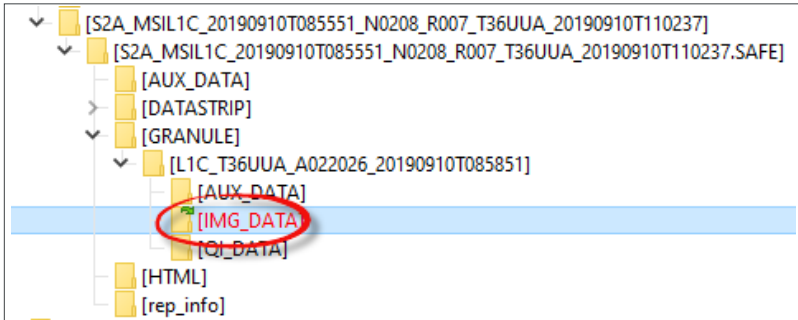 [S2A_MSIL1C_20190910T085551_N0208_R007_T36UUA_20190910T110237]
[S2A_MSIL1C_20190910T085551_N0208_R007_T36UUA_20190910T110237.SAFE]
[AUX_DATA]
[DATASTRIP]
[GRANULE]
[L1C_T36UUA_A022026_20190910T085851]
[AUX_DATA]
[IMG_DATA]
[QI_DATA]
[HTML]
[rep_info]